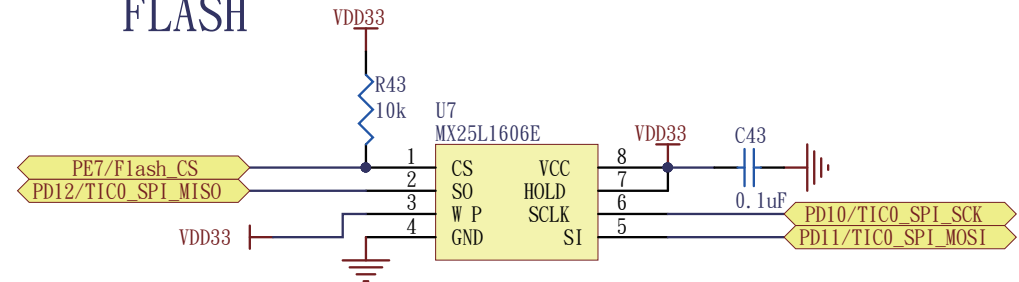 FLASH
VDD33
R43
10k
U7
MX25L1606E
VDD33
C43
0.1uF
PE7/Flash_CS
1
CS
VCC
8
PD12/TIC0_SPI_MISO
2
SO
HOLD
7
3
W P
SCLK
6
PD10/TIC0_SPI_SCK
VDD33
4
GND
SI
5
PD11/TIC0_SPI_MOSI